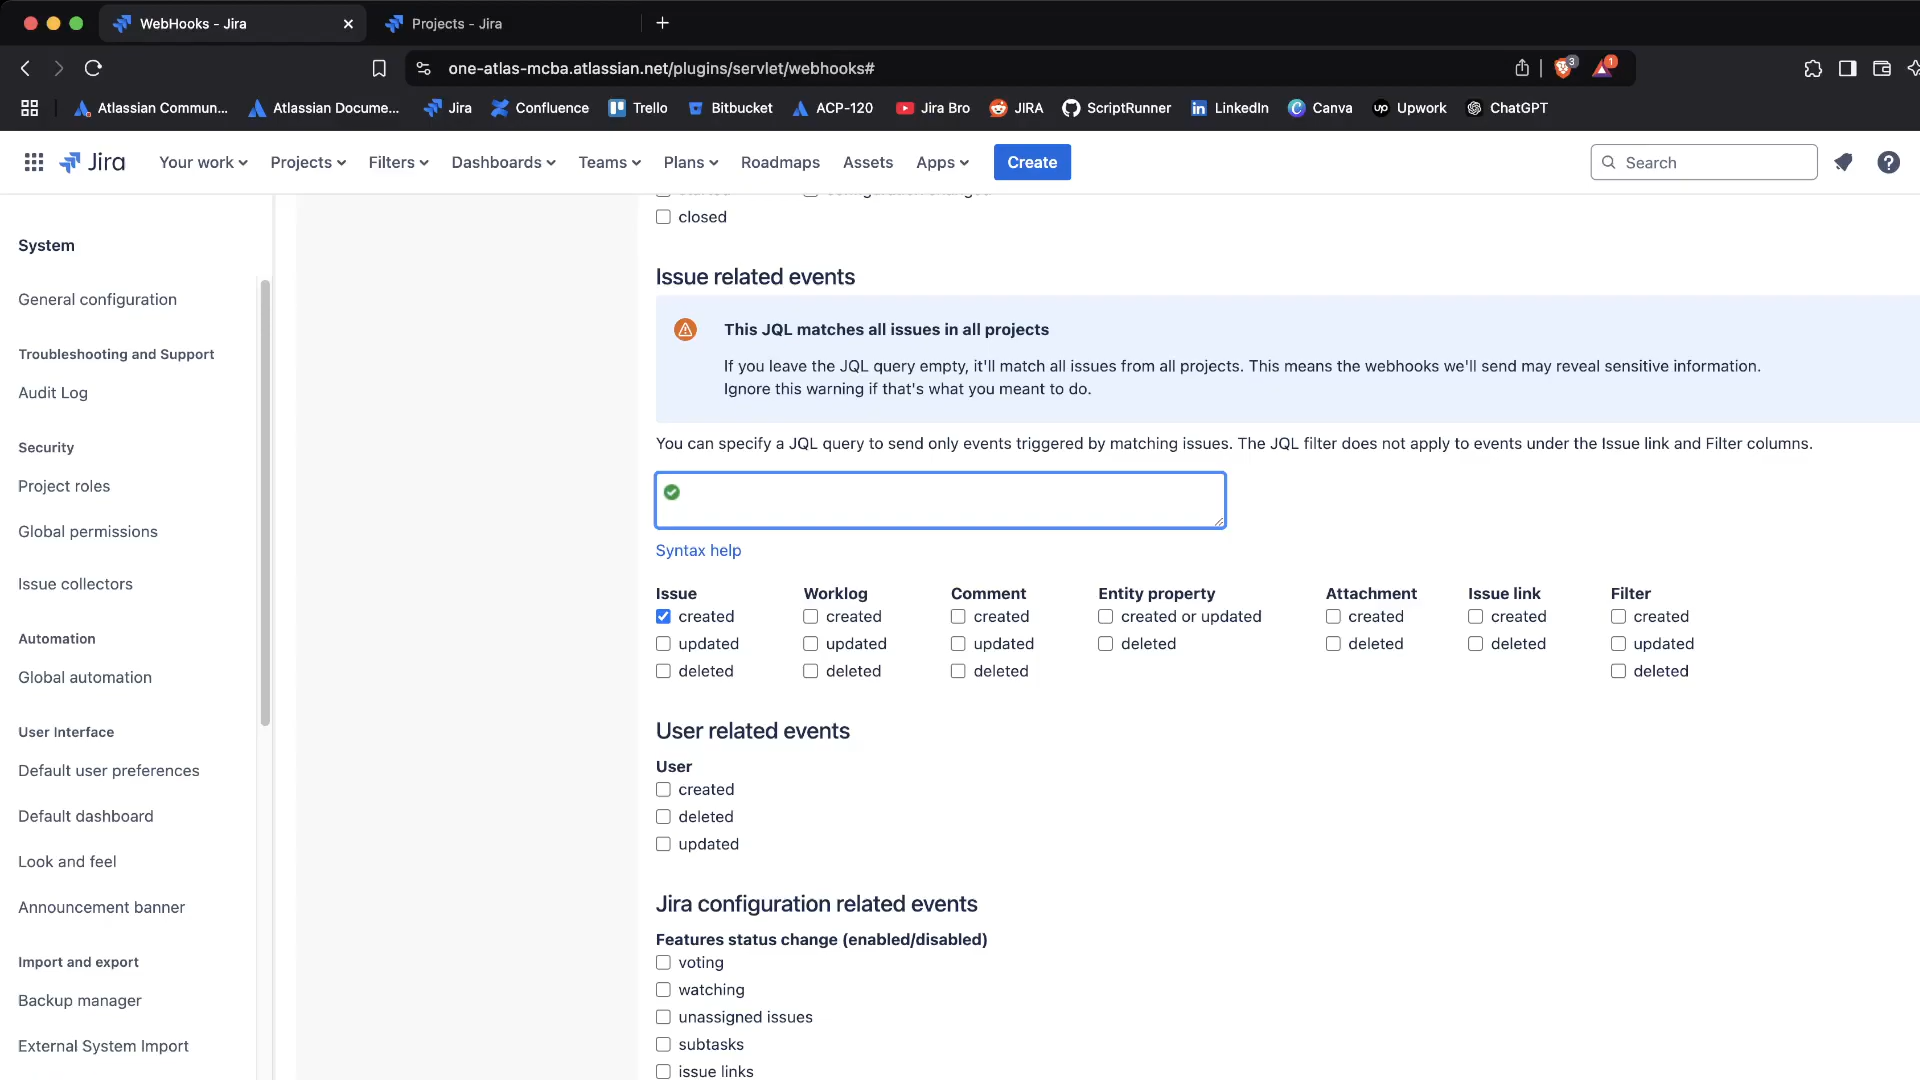 WebHooks - Jira
Projects - Jira
one-atlas-mcba.atlassian.net/plugins/servlet/webhooks#
3
1
Atlassian Commun...
Atlassian Docume...
Jira
Confluence
Trello
Bitbucket
ACP-120
Jira Bro
JIRA
ScriptRunner
LinkedIn
Canva
Upwork
ChatGPT
Jira
Your work
Projects
Filters
Dashboards
Teams
Plans
Roadmaps
Assets
Apps
Create
Search
System
General configuration
Troubleshooting and Support
Audit Log
Security
Project roles
Global permissions
Issue collectors
Automation
Global automation
User Interface
Default user preferences
Default dashboard
Look and feel
Announcement banner
Import and export
Backup manager
External System Import
closed
Issue related events
This JQL matches all issues in all projects
If you leave the JQL query empty, it'll match all issues from all projects. This means the webhooks we'll send may reveal sensitive information.
Ignore this warning if that's what you meant to do.
You can specify a JQL query to send only events triggered by matching issues. The JQL filter does not apply to events under the Issue link and Filter columns.
Syntax help
Issue Worklog Comment Entity property Attachment Issue link Filter
created created created created or updated created created created
updated updated updated deleted deleted deleted updated
deleted deleted deleted deleted
User related events
User
created
deleted
updated
Jira configuration related events
Features status change (enabled/disabled)
voting
watching
unassigned issues
subtasks
issue links